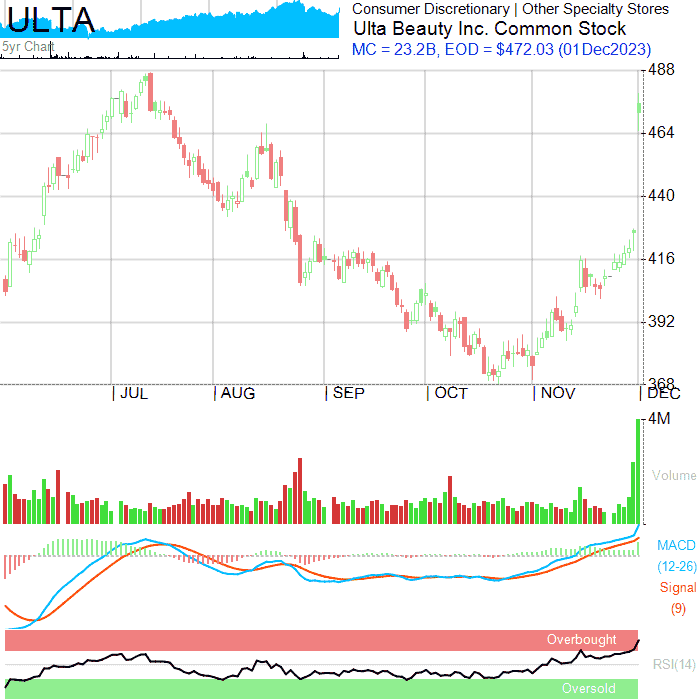 ULTA
5yr Chart
Consumer Discretionary | Other Specialty Stores
Ulta Beauty Inc. Common Stock
MC = 23.2B, EOD = $472.03 (01Dec2023)
488
464
440
416
392
368
JUL AUG SEP OCT NOV DEC
4M
Volume
MACD
(12-26)
Signal
(9)
Overbought
RSI(14)
Oversold